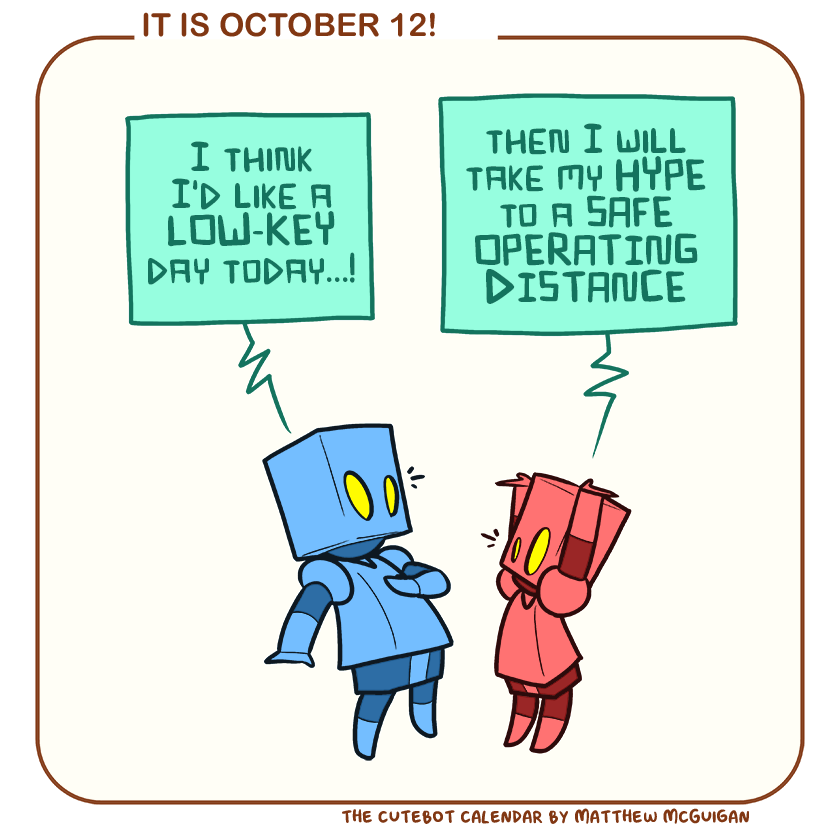 IT IS OCTOBER 12!
I THINK
I'D LIKE A
LOW-KEY
DAY TODAY...!
THEN I WILL
TAKE MY HYPE
TO A SAFE
OPERATING
DISTANCE
THE CUTEBOT CALENDAR BY MATTHEW MCGUIGAN